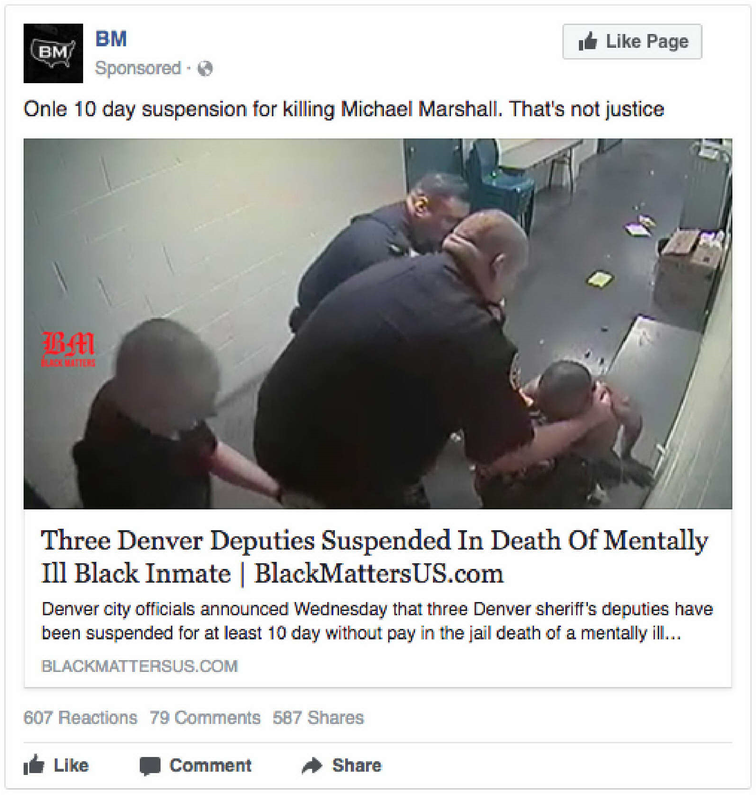 BM
BM
Like Page
Sponsored ·
Onle 10 day suspension for killing Michael Marshall. That's not justice
BM
BLACK MATTERS
Three Denver Deputies Suspended In Death Of Mentally
Ill Black Inmate | BlackMattersUS.com
Denver city officials announced Wednesday that three Denver sheriff's deputies have
been suspended for at least 10 day without pay in the jail death of a mentally ill...
BLACKMATTERSUS.COM
607 Reactions 79 Comments 587 Shares
Like Comment Share